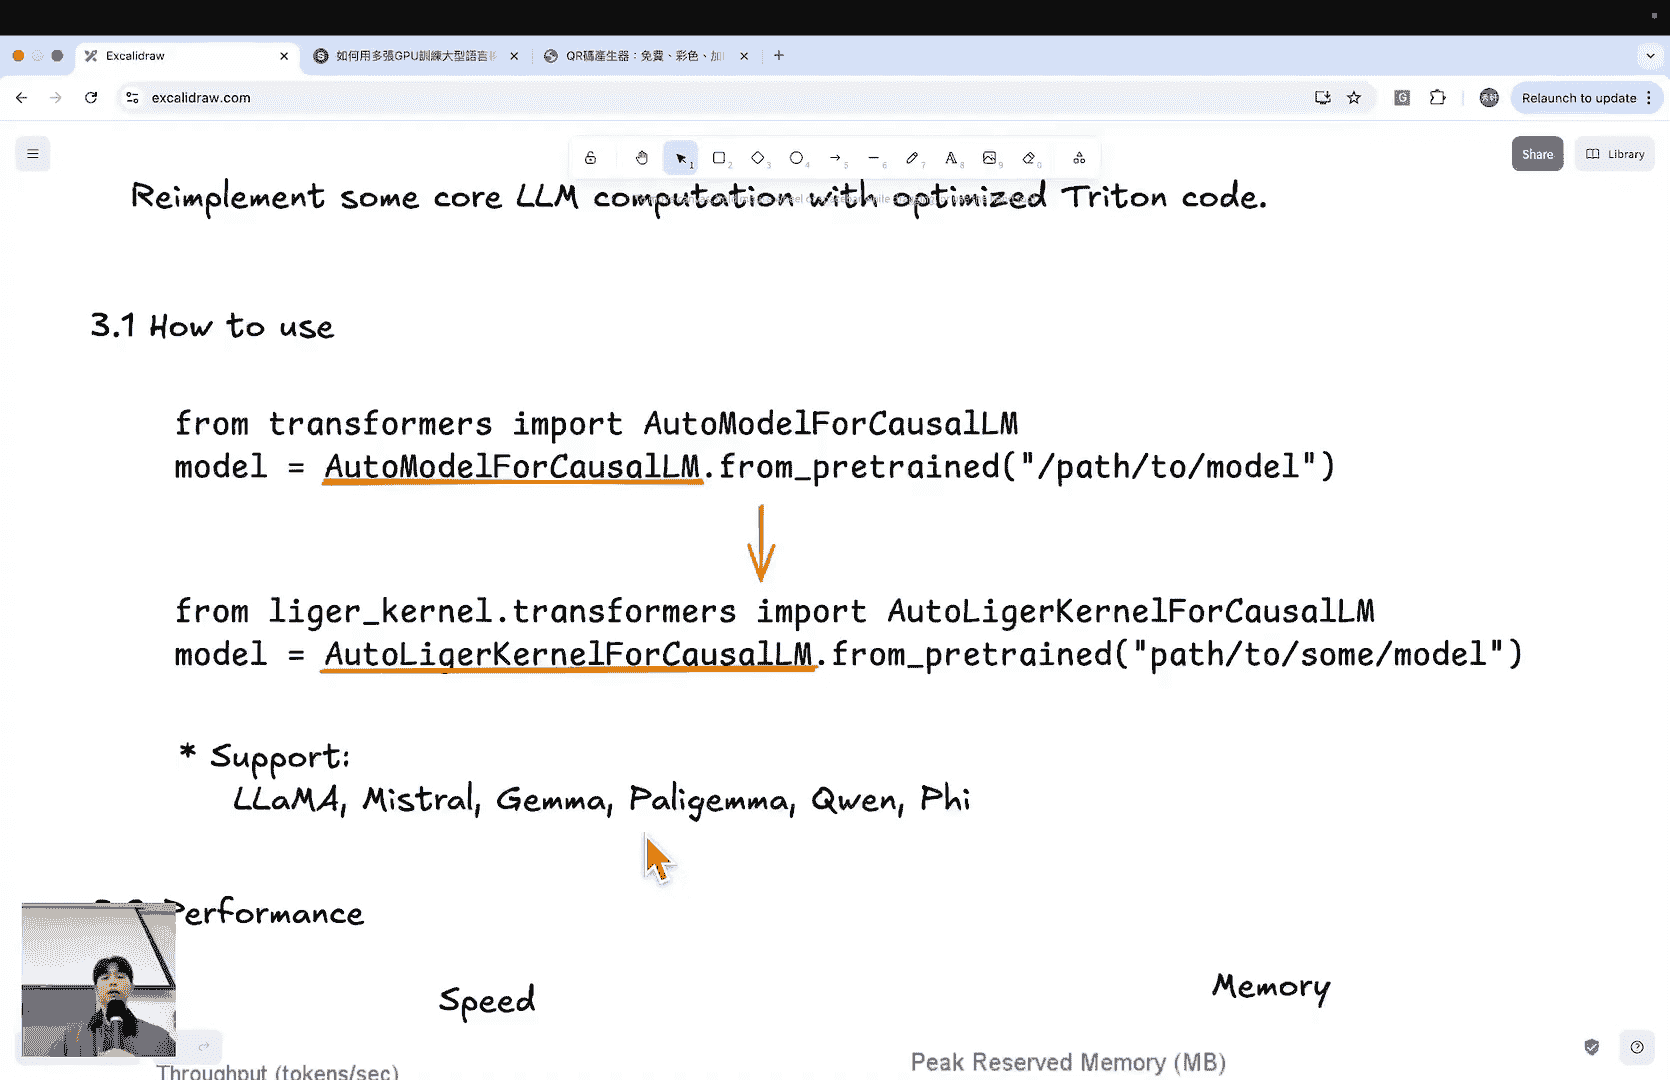 Excalidraw
如何用多張GPU訓練大型語言
QR碼產生器：免費、彩色、加
excalidraw.com
Relaunch to update
Share
Library
Reimplement some core LLM computation with optimized Triton code.
3.1 How to use
from transformers import AutoModelForCausalLM
model = AutoModelForCausalLM.from_pretrained("/path/to/model")
from liger_kernel.transformers import AutoLigerKernelForCausalLM
model = AutoLigerKernelForCausalLM.from_pretrained("path/to/some/model")
* Support:
LLaMA, Mistral, Gemma, Paligemma, Qwen, Phi
Performance
Speed
Memory
Throughput (tokens/sec)
Peak Reserved Memory (MB)